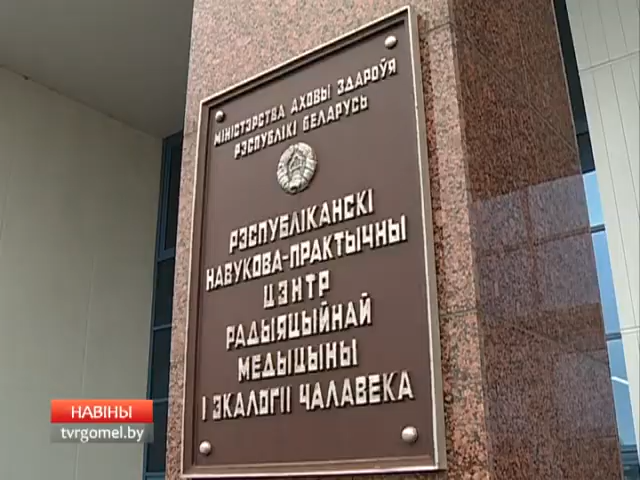 МІНІСТЭРСТВА АХОВЫ ЗДАРОЎЯ
РЭСПУБЛІКІ БЕЛАРУСЬ
РЭСПУБЛІКАНСКІ
НАВУКОВА-ПРАКТЫЧНЫ
ЦЭНТР
РАДЫЯЦЫЙНАЙ
МЕДЫЦЫНЫ
І ЭКАЛОГІІ ЧАЛАВЕКА
НАВІНЫ
tvrgomel.by